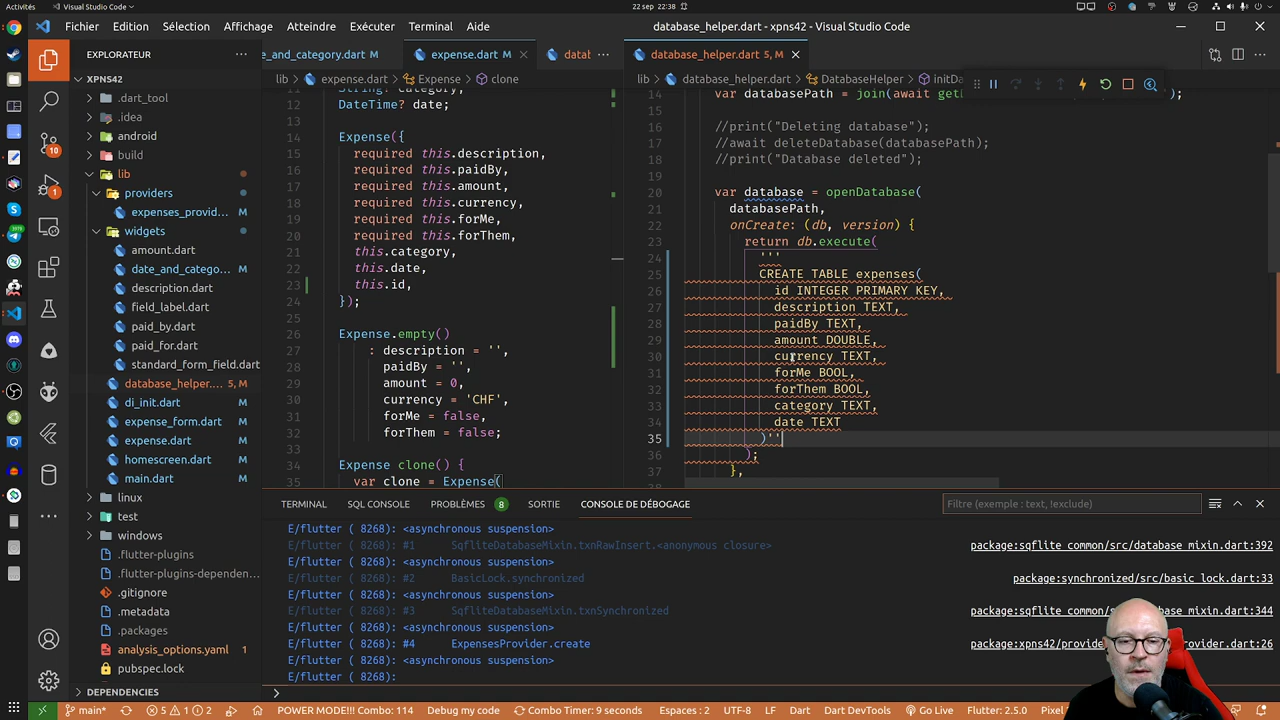 Activités
Visual Studio Code
22 sep 22:38
Fichier Edition Sélection Affichage Atteindre Exécuter Terminal Aide
database_helper.dart - xpns42 - Visual Studio Code
EXPLORATEUR
XPNS42
.dart_tool
.idea
android
build
lib
providers
expenses_provid... M
widgets
amount.dart
date_and_catego... M
description.dart
field_label.dart
paid_by.dart
paid_for.dart
standard_form_field.dart
database_helper.... 5, M
di_init.dart
expense_form.dart
expense.dart
homescreen.dart
main.dart
linux
test
windows
.flutter-plugins
.flutter-plugins-dependen...
.gitignore
.metadata
.packages
analysis_options.yaml 1
pubspec.lock
DEPENDENCIES
e_and_category.dart M
expense.dart M
datat
lib > expense.dart > Expense > clone
11 String? category;
12 DateTime? date;
13
14 Expense({
15 required this.description,
16 required this.paidBy,
17 required this.amount,
18 required this.currency,
19 required this.forMe,
20 required this.forThem,
21 this.category,
22 this.date,
23 this.id,
24 });
25
26 Expense.empty()
27 : description = '',
28 paidBy = '',
29 amount = 0,
30 currency = 'CHF',
31 forMe = false,
32 forThem = false;
33
34 Expense clone() {
35 var clone = Expense(
database_helper.dart 5, M
lib > database_helper.dart > DatabaseHelper > initDa
14 var databasePath = join(await get
15
16 //print("Deleting database");
17 //await deleteDatabase(databasePath);
18 //print("Database deleted");
19
20 var database = openDatabase(
21 databasePath,
22 onCreate: (db, version) {
23 return db.execute(
24 '''
25 CREATE TABLE expenses(
26 id INTEGER PRIMARY KEY,
27 description TEXT,
28 paidBy TEXT,
29 amount DOUBLE,
30 currency TEXT,
31 forMe BOOL,
32 forThem BOOL,
33 category TEXT,
34 date TEXT
35 )''
36 );
37 },
TERMINAL SQL CONSOLE PROBLÈMES 8 SORTIE CONSOLE DE DÉBOGAGE
Filtre (exemple : text, !exclude)
E/flutter ( 8268): <asynchronous suspension>
E/flutter ( 8268): #1 SqfliteDatabaseMixin.txnRawInsert.<anonymous closure> package:sqflite_common/src/database_mixin.dart:392
E/flutter ( 8268): <asynchronous suspension>
E/flutter ( 8268): #2 BasicLock.synchronized package:synchronized/src/basic_lock.dart:33
E/flutter ( 8268): <asynchronous suspension>
E/flutter ( 8268): #3 SqfliteDatabaseMixin.txnSynchronized package:sqflite_common/s
E/flutter ( 8268): <asynchronous suspension>
E/flutter ( 8268): #4 ExpensesProvider.create package:xpns42/provid
E/flutter ( 8268): <asynchronous suspension>
E/flutter ( 8268):
main* 5 1 2 POWER MODE!! Combo: 114 Debug my code Combo Timer: 9 seconds Espaces : 2 UTF-8 LF Dart Dart DevTools Go Live Flutter: 2.5.0 Pixel